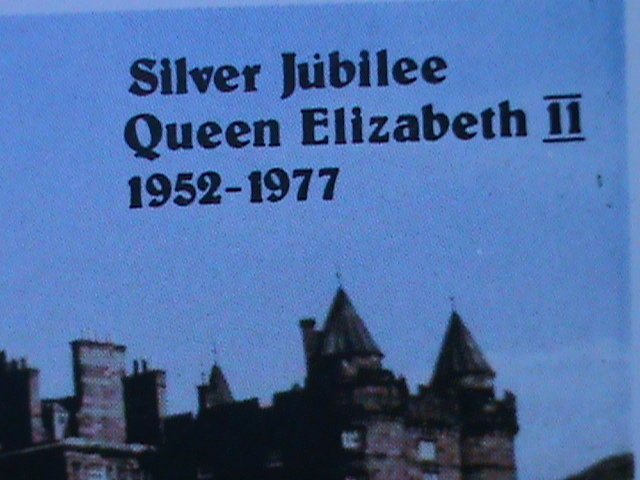 Silver Jubilee
Queen Elizabeth II
1952-1977